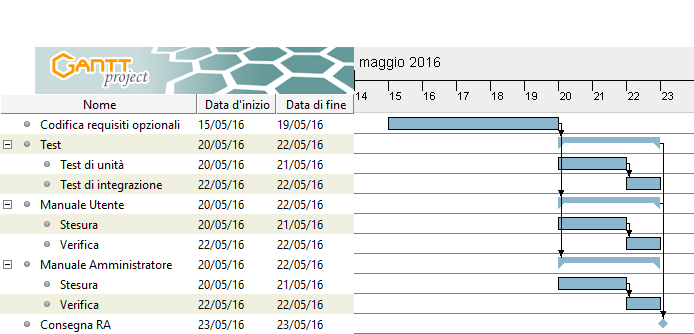 GANTT
project
maggio 2016
Nome Data d'inizio Data di fine
14 15 16 17 18 19 20 21 22 23
Codifica requisiti opzionali 15/05/16 19/05/16
Test 20/05/16 22/05/16
Test di unità 20/05/16 21/05/16
Test di integrazione 22/05/16 22/05/16
Manuale Utente 20/05/16 22/05/16
Stesura 20/05/16 21/05/16
Verifica 22/05/16 22/05/16
Manuale Amministratore 20/05/16 22/05/16
Stesura 20/05/16 21/05/16
Verifica 22/05/16 22/05/16
Consegna RA 23/05/16 23/05/16